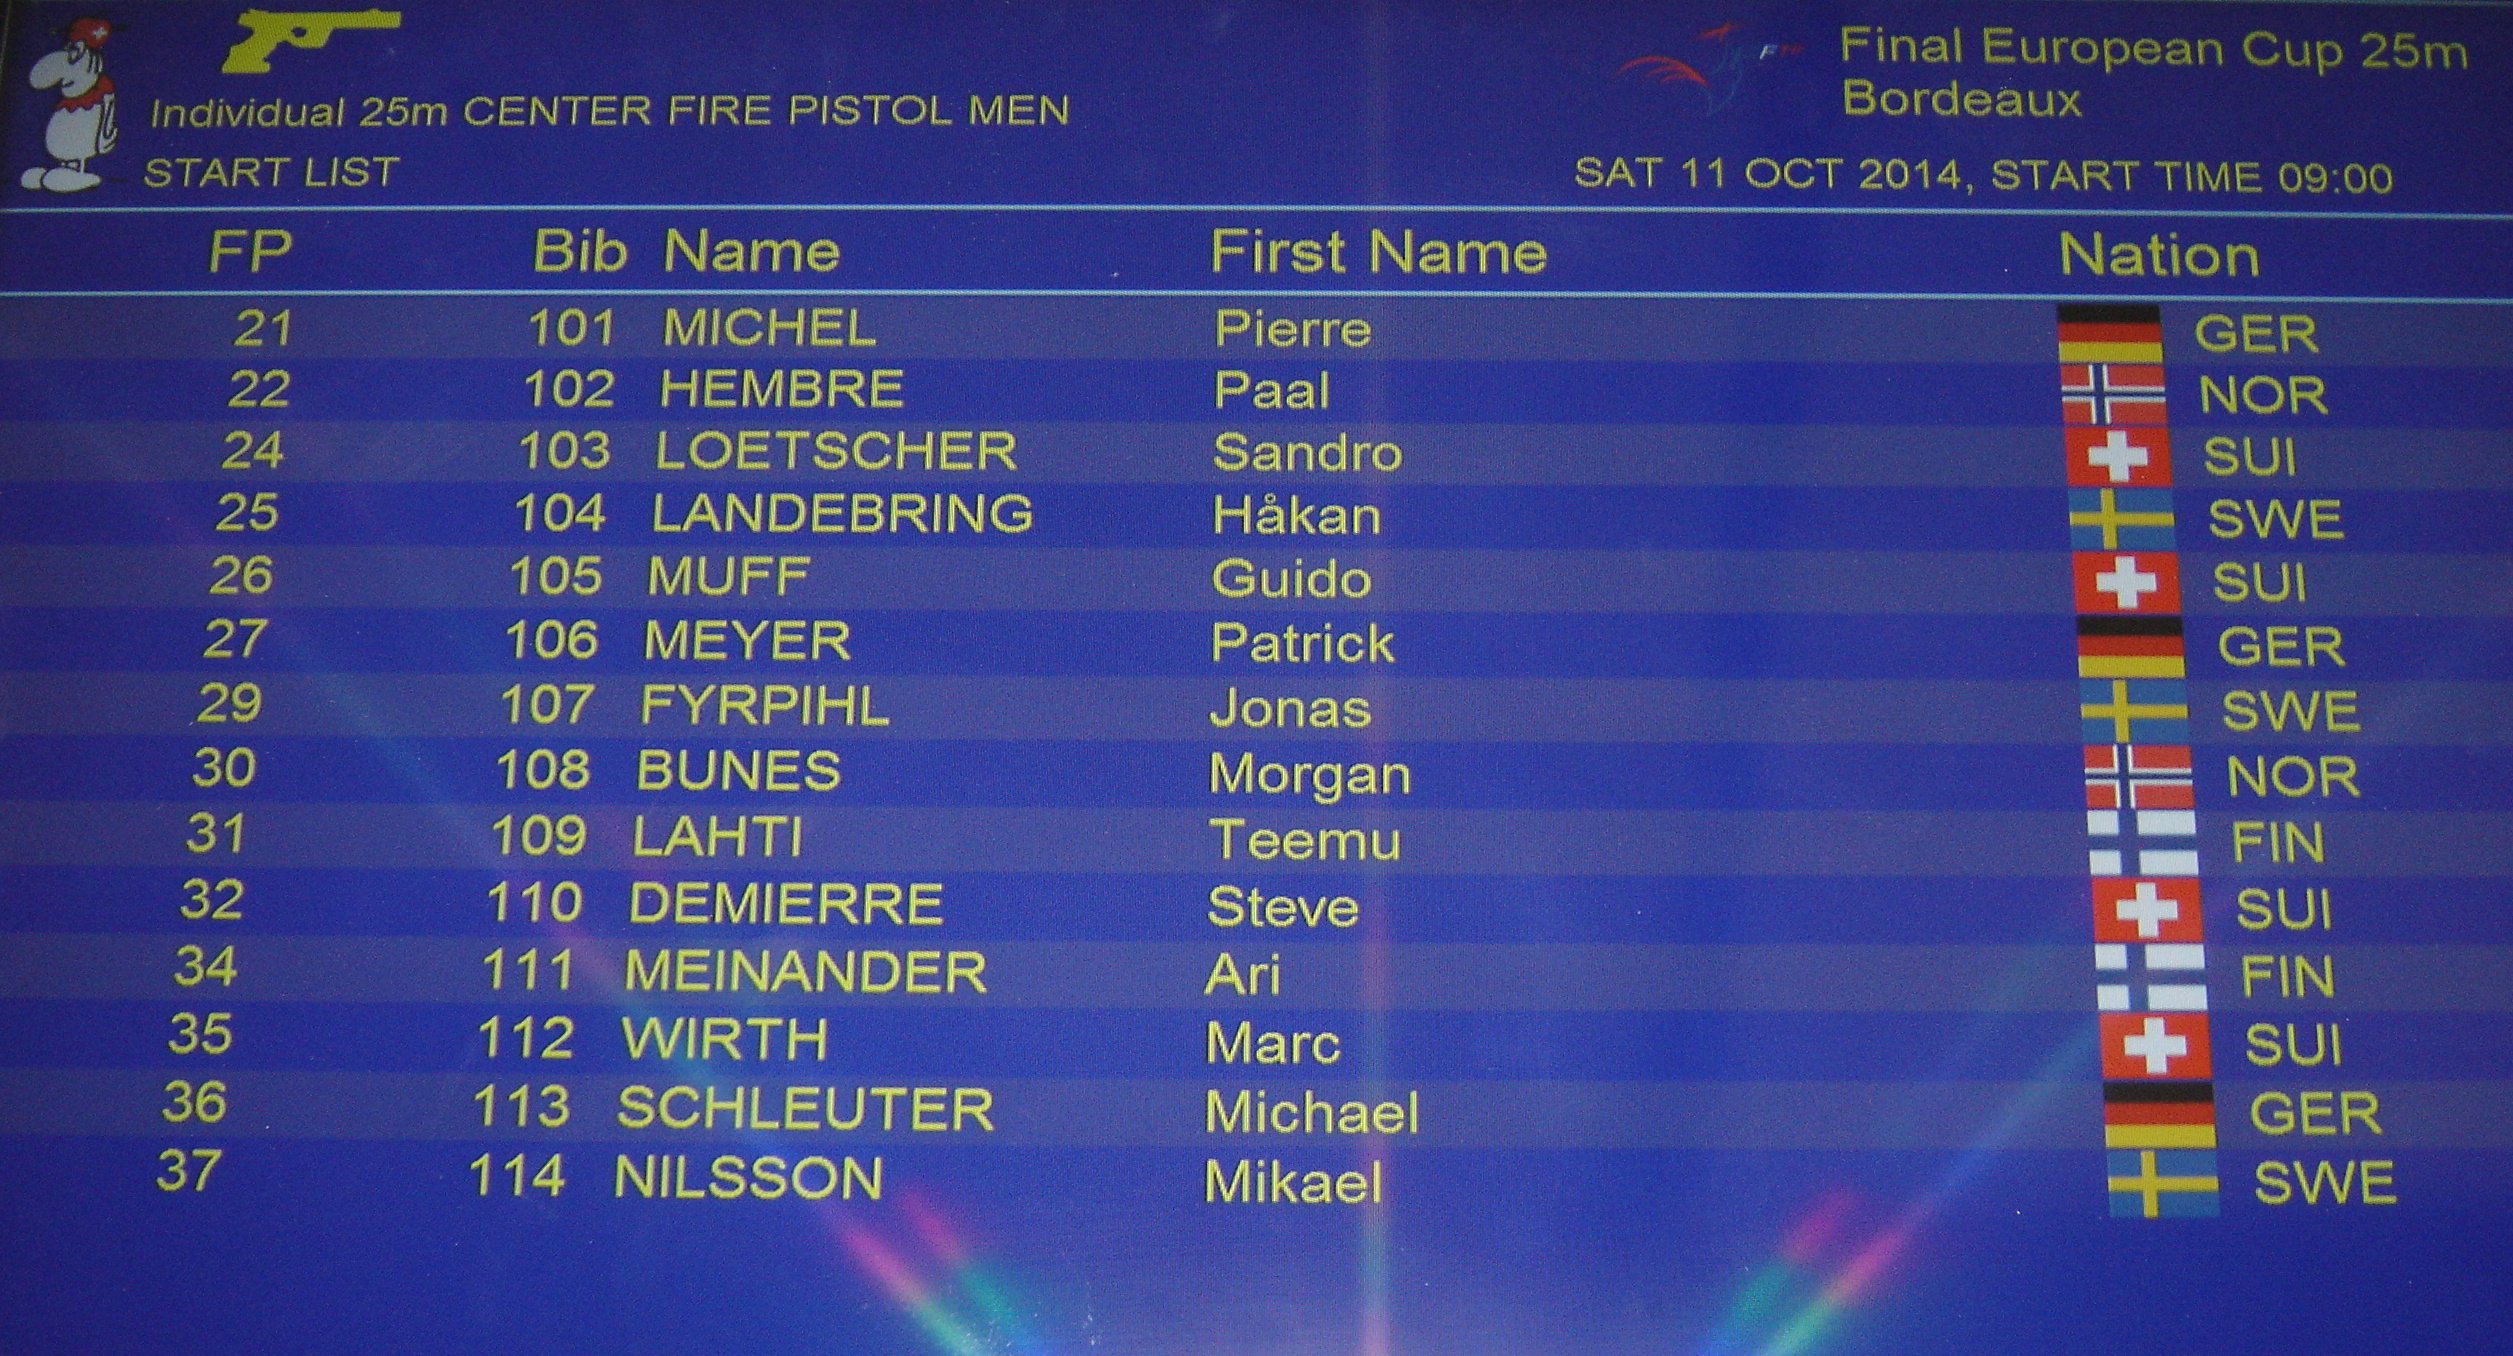 Individual 25m CENTER FIRE PISTOL MEN
START LIST
Final European Cup 25m
Bordeaux
SAT 11 OCT 2014, START TIME 09:00
FP Bib Name First Name Nation
21 101 MICHEL Pierre GER
22 102 HEMBRE Paal NOR
24 103 LOETSCHER Sandro SUI
25 104 LANDEBRING Håkan SWE
26 105 MUFF Guido SUI
27 106 MEYER Patrick GER
29 107 FYRPIHL Jonas SWE
30 108 BUNES Morgan NOR
31 109 LAHTI Teemu FIN
32 110 DEMIERRE Steve SUI
34 111 MEINANDER Ari FIN
35 112 WIRTH Marc SUI
36 113 SCHLEUTER Michael GER
37 114 NILSSON Mikael SWE